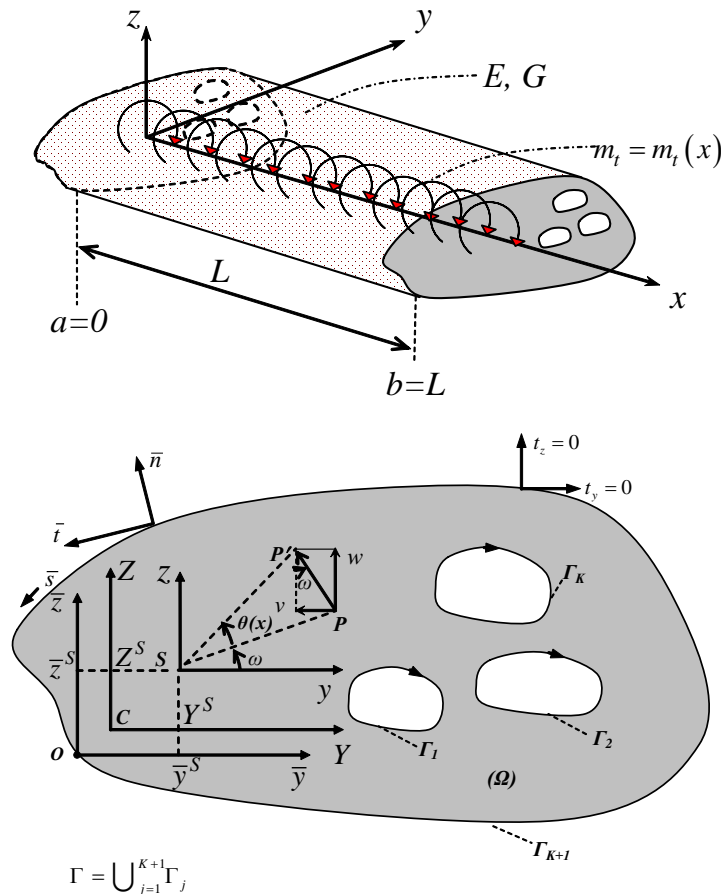 z
y
E, G
m_t = m_t(x)
L
x
a=0
b=L
n̅
t_z = 0
t̅
t_y = 0
s̅
Z
z
P′
w
ω
Γ_K
z̅
v
P
θ(x)
z̅^S
Z^S
S
ω
y
C
Y^S
Γ_1
Γ_2
O
y̅^S
y̅
Y
(Ω)
Γ_{K+1}
Γ = ⋃_{j=1}^{K+1} Γ_j